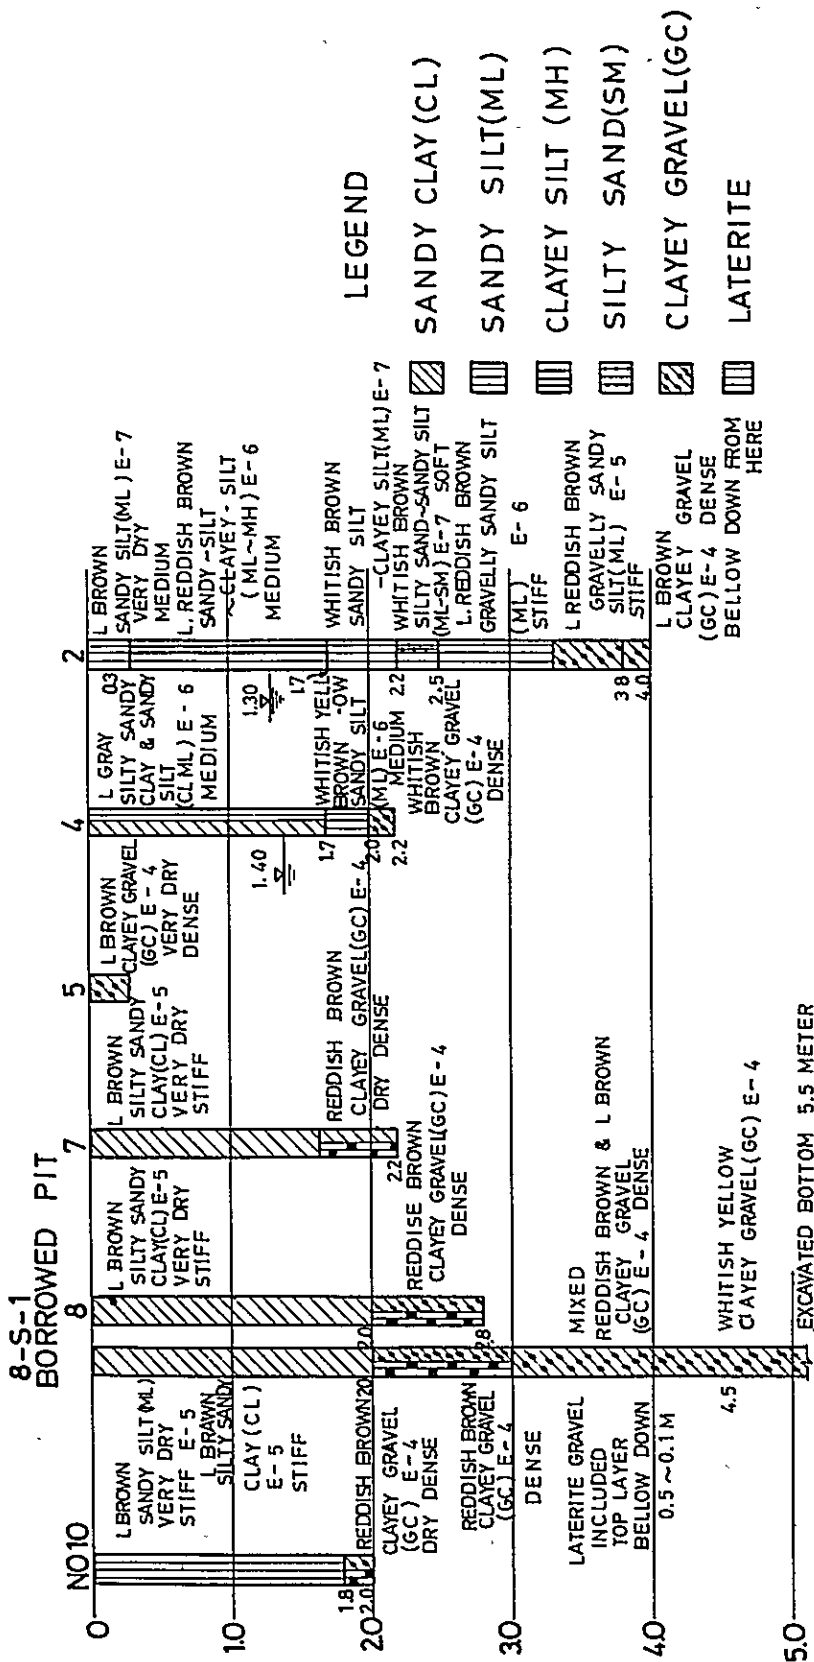 8-S-1
BORROWED PIT
NO10
8
7
5
4
2
0
1.0
2.0
3.0
4.0
5.0
L BROWN
SANDY SILT(ML)
VERY DRY
STIFF E-5
1.8
2.0
REDDISH BROWN
CLAYEY GRAVEL
(GC) E-4
DRY DENSE
L BRAWN
SILTY SANDY
CLAY(CL)
E-5
STIFF
2.0
REDDISH BROWN
CLAYEY GRAVEL
(GC) E-4
DENSE
LATERITE GRAVEL
INCLUDED
TOP LAYER
BELLOW DOWN
0.5~0.1 M
4.5
MIXED
REDDISH BROWN & L BROWN
CLAYEY GRAVEL
(GC) E-4 DENSE
WHITISH YELLOW
CLAYEY GRAVEL(GC) E-4
EXCAVATED BOTTOM 5.5 METER
L BROWN
SILTY SANDY
CLAY(CL) E-5
VERY DRY
STIFF
2.0
2.8
REDDISE BROWN
CLAYEY GRAVEL(GC) E-4
DENSE
L BROWN
SILTY SANDY
CLAY(CL) E-5
VERY DRY
STIFF
2.2
REDDISH BROWN
CLAYEY GRAVEL(GC) E-4
DRY DENSE
L BROWN
CLAYEY GRAVEL
(GC) E-4
VERY DRY
DENSE
1.40
L GRAY
SILTY SANDY
CLAY & SANDY
SILT
(CL ML) E-6
MEDIUM
1.7
2.0
2.2
WHITISH YELL
BROWN -OW
SANDY SILT
(ML) E-6
MEDIUM
WHITISH
BROWN
CLAYEY GRAVEL
(GC) E-4
DENSE
1.30
L BROWN
SANDY SILT(ML) E-7
VERY DYY
MEDIUM
0.3
L. REDDISH BROWN
SANDY-SILT
~CLAYEY-SILT
(ML~MH) E-6
MEDIUM
1.7
WHITISH BROWN
SANDY SILT
-CLAYEY SILT(ML) E-7
2.2
WHITISH BROWN
SILTY SAND~SANDY SILT
(ML-SM) E-7 SOFT
2.5
L. REDDISH BROWN
GRAVELLY SANDY SILT
(ML) E-6
STIFF
L REDDISH BROWN
GRAVELLY SANDY
SILT(ML) E-5
STIFF
3.8
4.0
L BROWN
CLAYEY GRAVEL
(GC) E-4 DENSE
BELLOW DOWN FROM
HERE
LEGEND
SANDY CLAY(CL)
SANDY SILT(ML)
CLAYEY SILT (MH)
SILTY SAND(SM)
CLAYEY GRAVEL(GC)
LATERITE